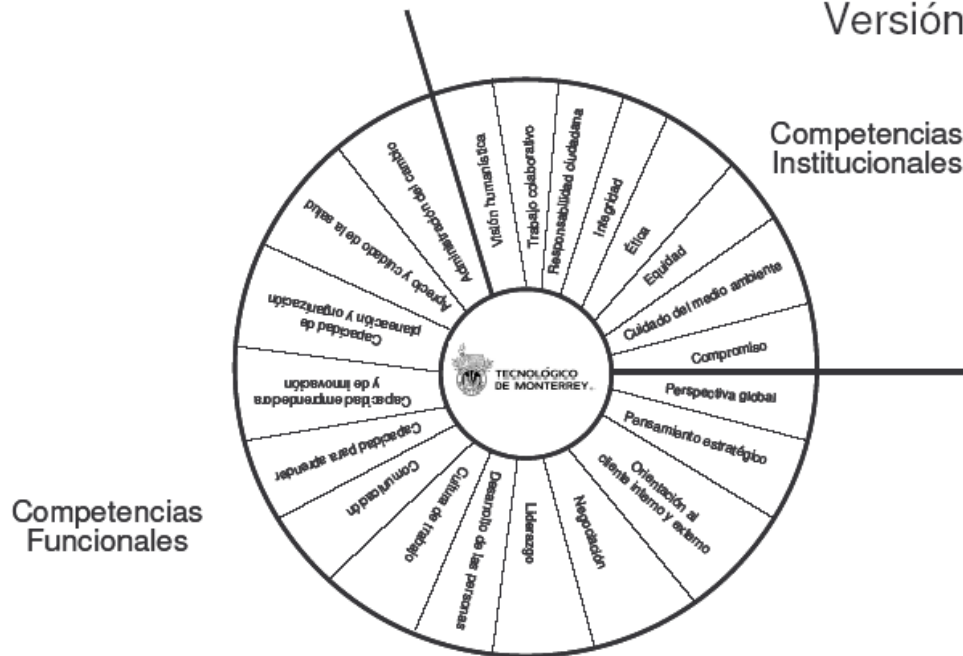 Versión
Competencias
Institucionales
Visión humanística
Trabajo colaborativo
Responsabilidad ciudadana
Integridad
Ética
Equidad
Cuidado del medio ambiente
Compromiso
Perspectiva global
Pensamiento estratégico
Orientación al
cliente interno y externo
Negociación
Liderazgo
Desarrollo de las personas
Cultura de trabajo
Comunicación
Capacidad para aprender
Capacidad emprendedora
y de innovación
Capacidad de
planeación y organización
Aprecio y cuidado de la salud
Administración del cambio
TECNOLÓGICO
DE MONTERREY.
Competencias
Funcionales